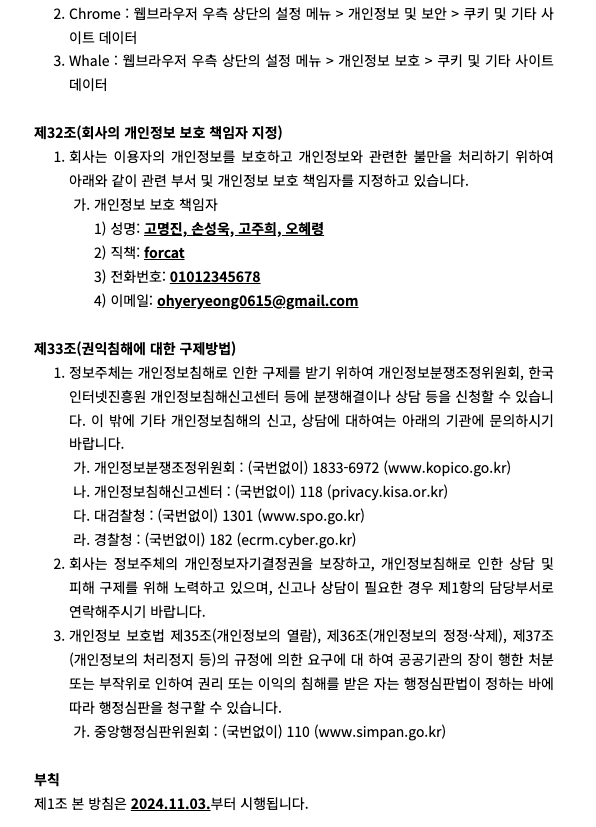 2. Chrome : 웹브라우저 우측 상단의 설정 메뉴 > 개인정보 및 보안 > 쿠키 및 기타 사
이트 데이터
3. Whale : 웹브라우저 우측 상단의 설정 메뉴 > 개인정보 보호 > 쿠키 및 기타 사이트
데이터
제32조(회사의 개인정보 보호 책임자 지정)
1. 회사는 이용자의 개인정보를 보호하고 개인정보와 관련한 불만을 처리하기 위하여
아래와 같이 관련 부서 및 개인정보 보호 책임자를 지정하고 있습니다.
가. 개인정보 보호 책임자
1) 성명: 고명진, 손성욱, 고주희, 오혜령
2) 직책: forcat
3) 전화번호: 01012345678
4) 이메일: ohyeryeong0615@gmail.com
제33조(권익침해에 대한 구제방법)
1. 정보주체는 개인정보침해로 인한 구제를 받기 위하여 개인정보분쟁조정위원회, 한국
인터넷진흥원 개인정보침해신고센터 등에 분쟁해결이나 상담 등을 신청할 수 있습니
다. 이 밖에 기타 개인정보침해의 신고, 상담에 대하여는 아래의 기관에 문의하시기
바랍니다.
가. 개인정보분쟁조정위원회 : (국번없이) 1833-6972 (www.kopico.go.kr)
나. 개인정보침해신고센터 : (국번없이) 118 (privacy.kisa.or.kr)
다. 대검찰청 : (국번없이) 1301 (www.spo.go.kr)
라. 경찰청 : (국번없이) 182 (ecrm.cyber.go.kr)
2. 회사는 정보주체의 개인정보자기결정권을 보장하고, 개인정보침해로 인한 상담 및
피해 구제를 위해 노력하고 있으며, 신고나 상담이 필요한 경우 제1항의 담당부서로
연락해주시기 바랍니다.
3. 개인정보 보호법 제35조(개인정보의 열람), 제36조(개인정보의 정정·삭제), 제37조
(개인정보의 처리정지 등)의 규정에 의한 요구에 대 하여 공공기관의 장이 행한 처분
또는 부작위로 인하여 권리 또는 이익의 침해를 받은 자는 행정심판법이 정하는 바에
따라 행정심판을 청구할 수 있습니다.
가. 중앙행정심판위원회 : (국번없이) 110 (www.simpan.go.kr)
부칙
제1조 본 방침은 2024.11.03.부터 시행됩니다.